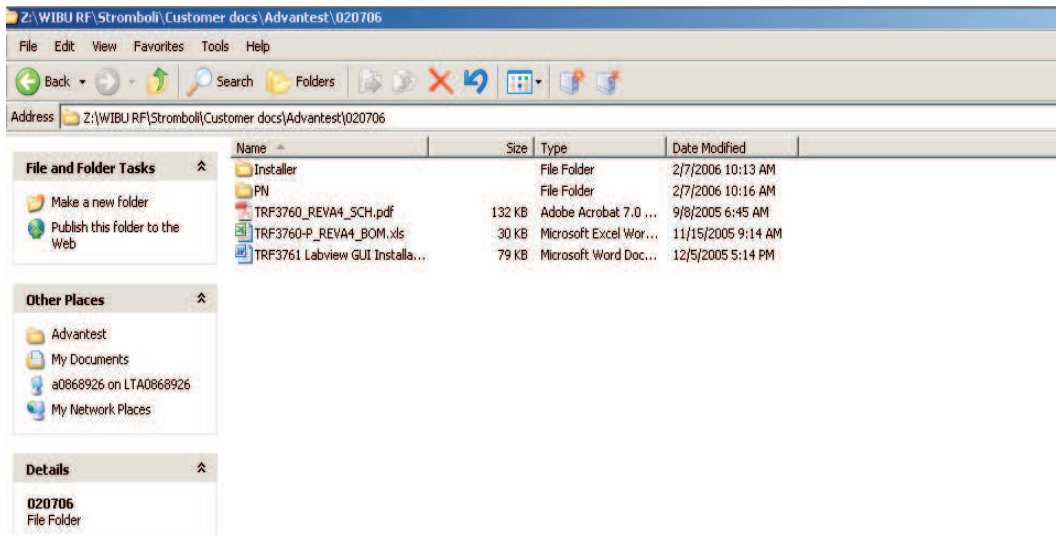 Z:\WIBU RF\Stromboli\Customer docs\Advantest\020706
File Edit View Favorites Tools Help
Back Search Folders
Address Z:\WIBU RF\Stromboli\Customer docs\Advantest\020706
Name Size Type Date Modified
File and Folder Tasks
Make a new folder
Publish this folder to the
Web
Other Places
Advantest
My Documents
a0868926 on LTA0868926
My Network Places
Details
020706
File Folder
Installer File Folder 2/7/2006 10:13 AM
PN File Folder 2/7/2006 10:16 AM
TRF3760_REVA4_SCH.pdf 132 KB Adobe Acrobat 7.0 ... 9/8/2005 6:45 AM
TRF3760-P_REVA4_BOM.xls 30 KB Microsoft Excel Wor... 11/15/2005 9:14 AM
TRF3761 Labview GUI Installa... 79 KB Microsoft Word Doc... 12/5/2005 5:14 PM